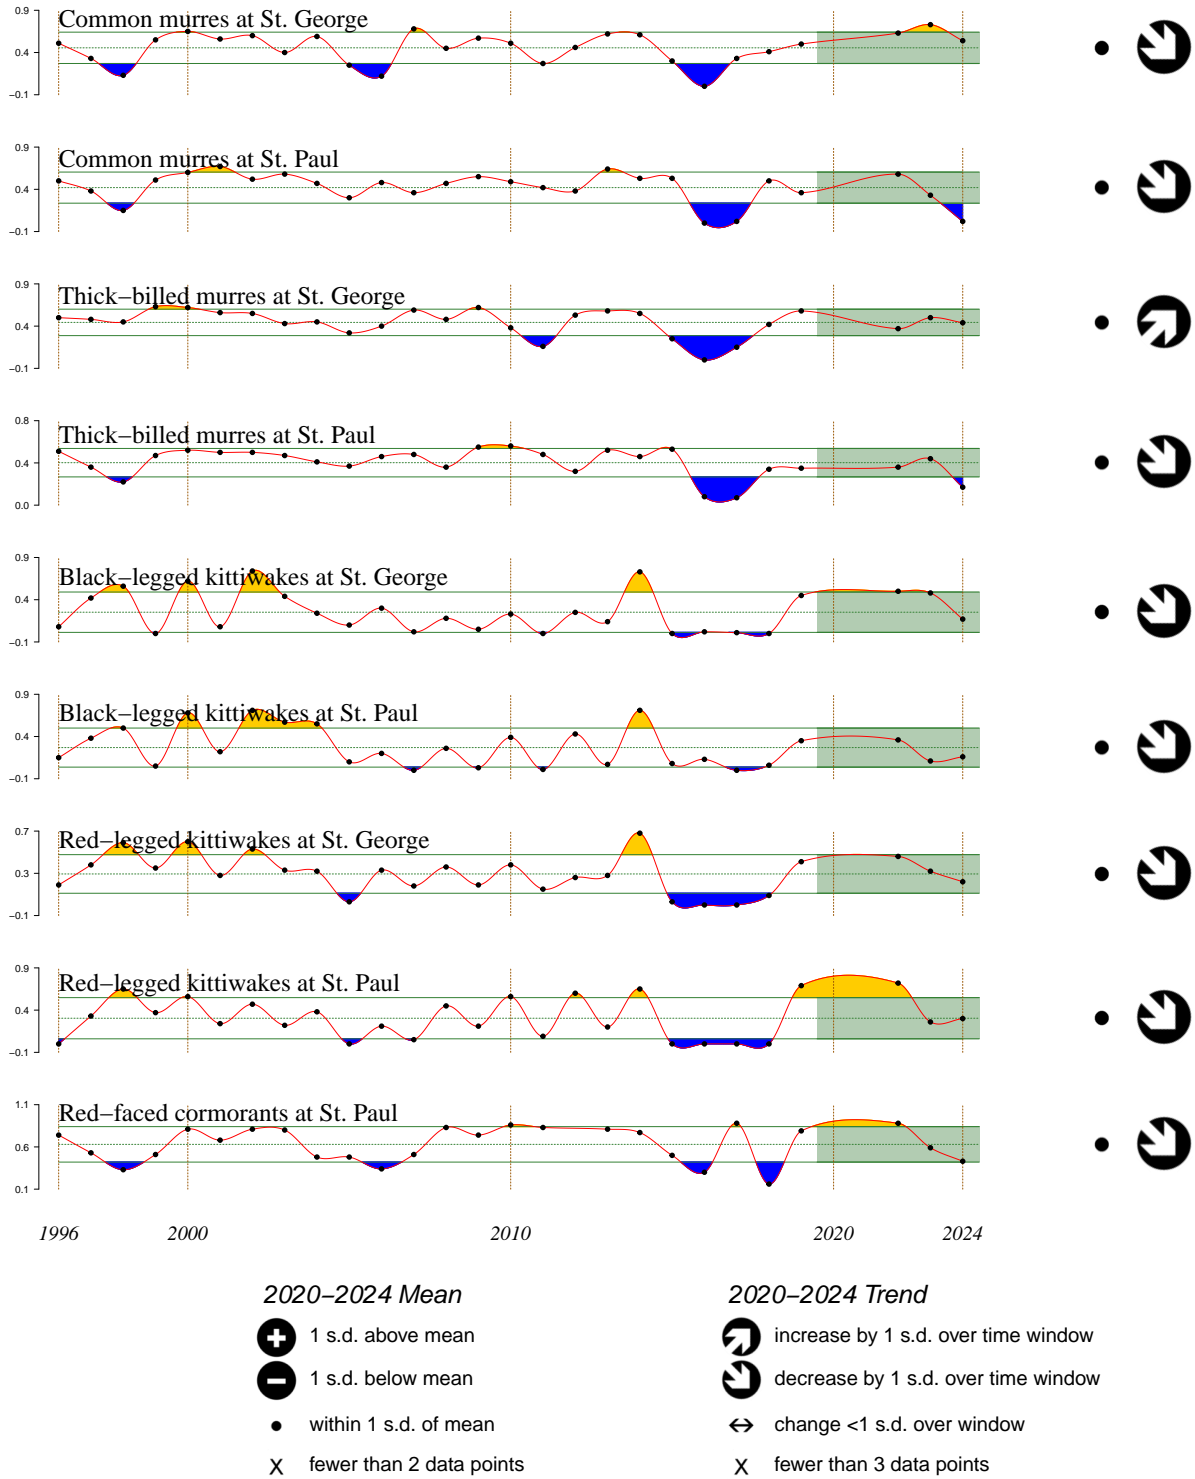 Common murres at St. George
0.9
0.4
−0.1
Common murres at St. Paul
0.9
0.4
−0.1
Thick−billed murres at St. George
0.9
0.4
−0.1
Thick−billed murres at St. Paul
0.8
0.4
0.0
Black−legged kittiwakes at St. George
0.9
0.4
−0.1
Black−legged kittiwakes at St. Paul
0.9
0.4
−0.1
Red−legged kittiwakes at St. George
0.7
0.3
−0.1
Red−legged kittiwakes at St. Paul
0.9
0.4
−0.1
Red−faced cormorants at St. Paul
1.1
0.6
0.1
1996 2000 2010 2020 2024
2020−2024 Mean
1 s.d. above mean
1 s.d. below mean
within 1 s.d. of mean
X fewer than 2 data points
2020−2024 Trend
increase by 1 s.d. over time window
decrease by 1 s.d. over time window
change <1 s.d. over window
X fewer than 3 data points